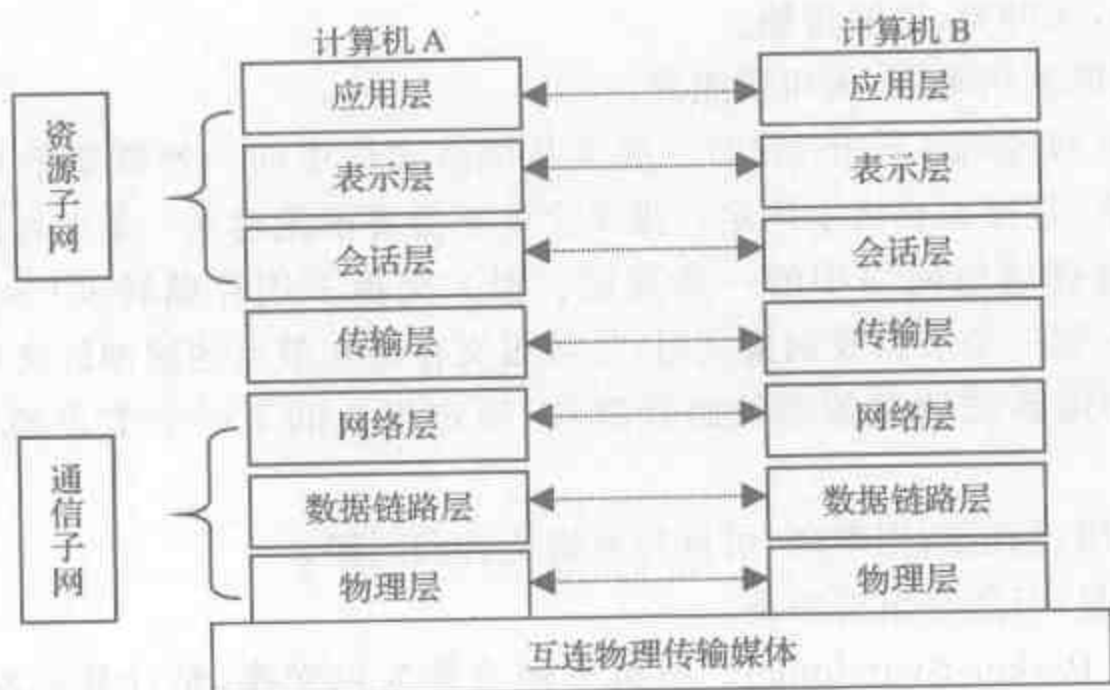 计算机 A
计算机 B
资源子网
应用层
应用层
表示层
表示层
会话层
会话层
传输层
传输层
通信子网
网络层
网络层
数据链路层
数据链路层
物理层
物理层
互连物理传输媒体